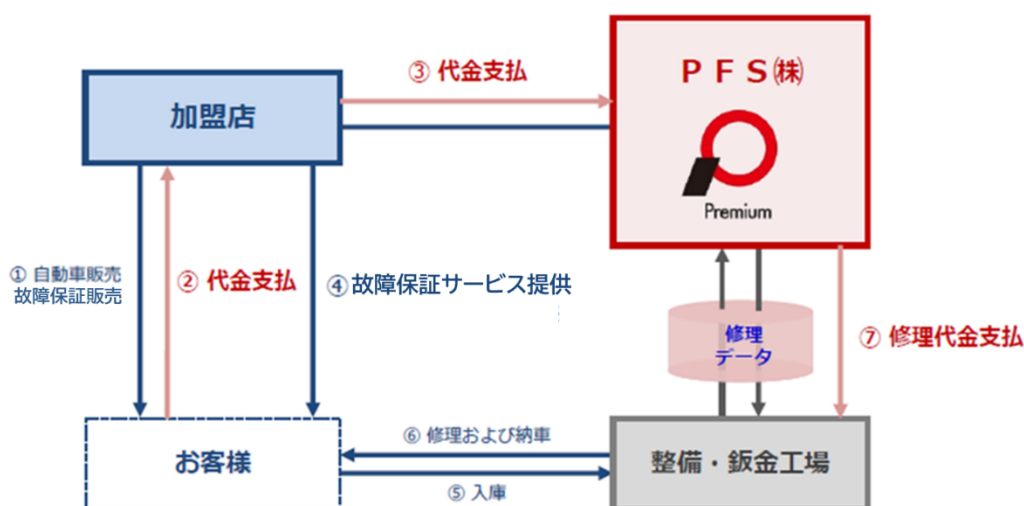 ③ 代金支払
PFS㈱
加盟店
Premium
① 自動車販売
故障保証販売
② 代金支払
④故障保証サービス提供
修理
データ
⑦ 修理代金支払
⑥ 修理および納車
お客様
整備・鈑金工場
⑤ 入庫